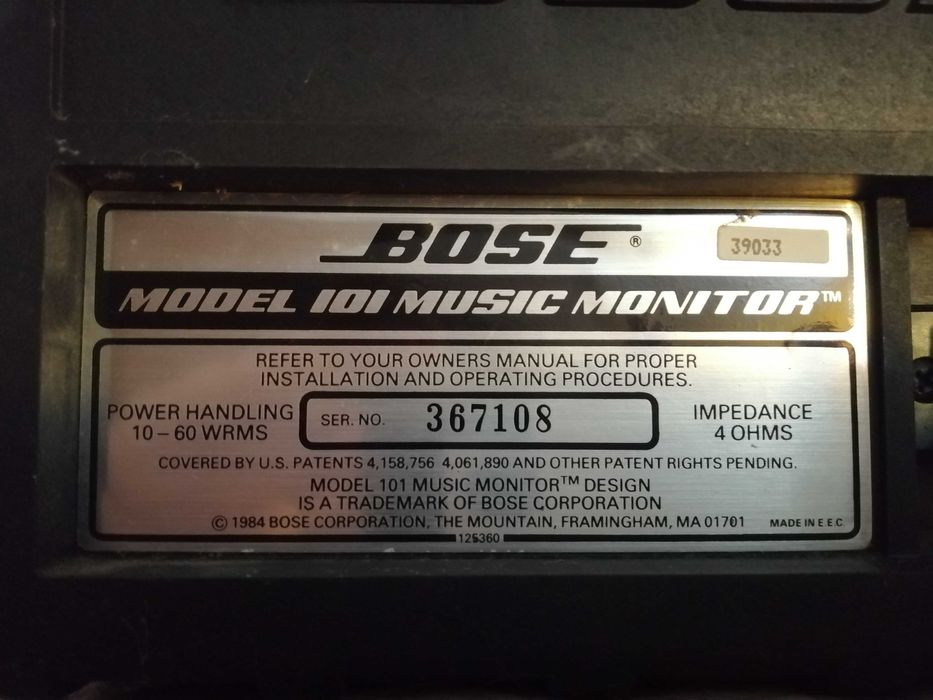 BOSE®
39033
MODEL 101 MUSIC MONITOR™
REFER TO YOUR OWNERS MANUAL FOR PROPER
INSTALLATION AND OPERATING PROCEDURES.
POWER HANDLING
10 – 60 WRMS
SER. NO. 367108
IMPEDANCE
4 OHMS
COVERED BY U.S. PATENTS 4,158,756 4,061,890 AND OTHER PATENT RIGHTS PENDING.
MODEL 101 MUSIC MONITOR™ DESIGN
IS A TRADEMARK OF BOSE CORPORATION
© 1984 BOSE CORPORATION, THE MOUNTAIN, FRAMINGHAM, MA 01701
MADE IN E.E.C.
125360